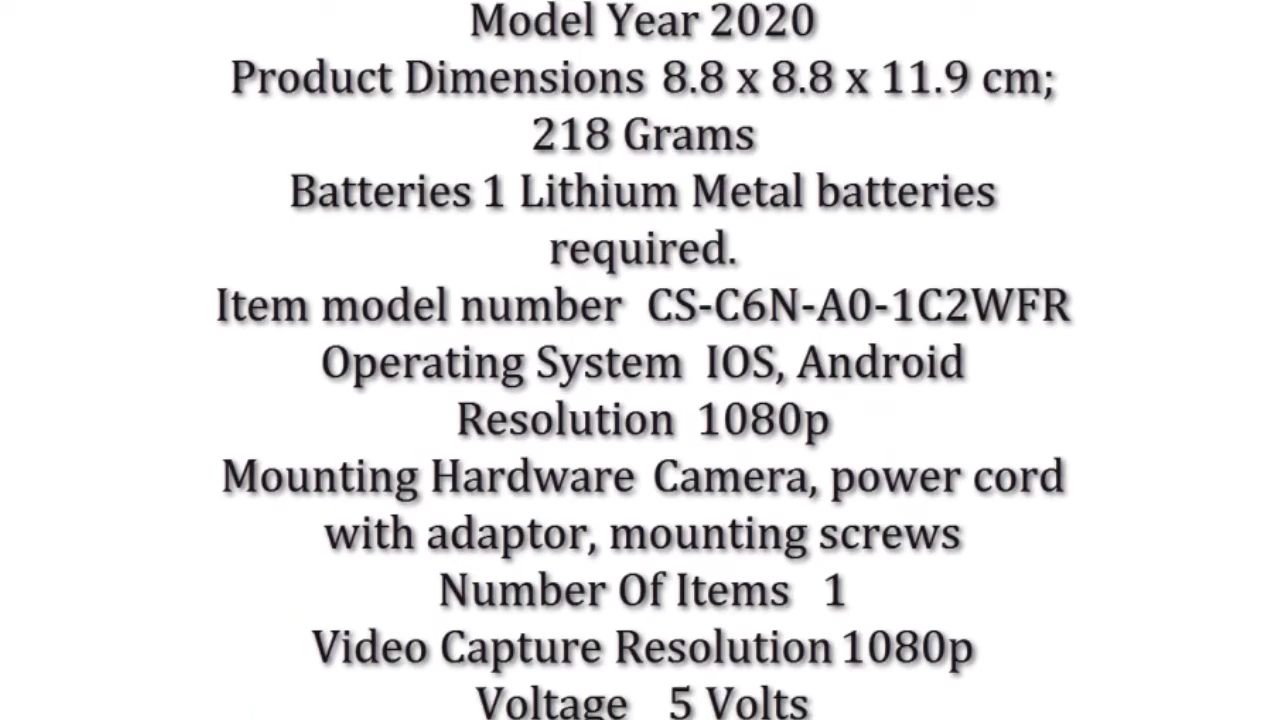 Model Year 2020
Product Dimensions 8.8 x 8.8 x 11.9 cm;
218 Grams
Batteries 1 Lithium Metal batteries
required.
Item model number CS-C6N-A0-1C2WFR
Operating System IOS, Android
Resolution 1080p
Mounting Hardware Camera, power cord
with adaptor, mounting screws
Number Of Items 1
Video Capture Resolution 1080p
Voltage 5 Volts